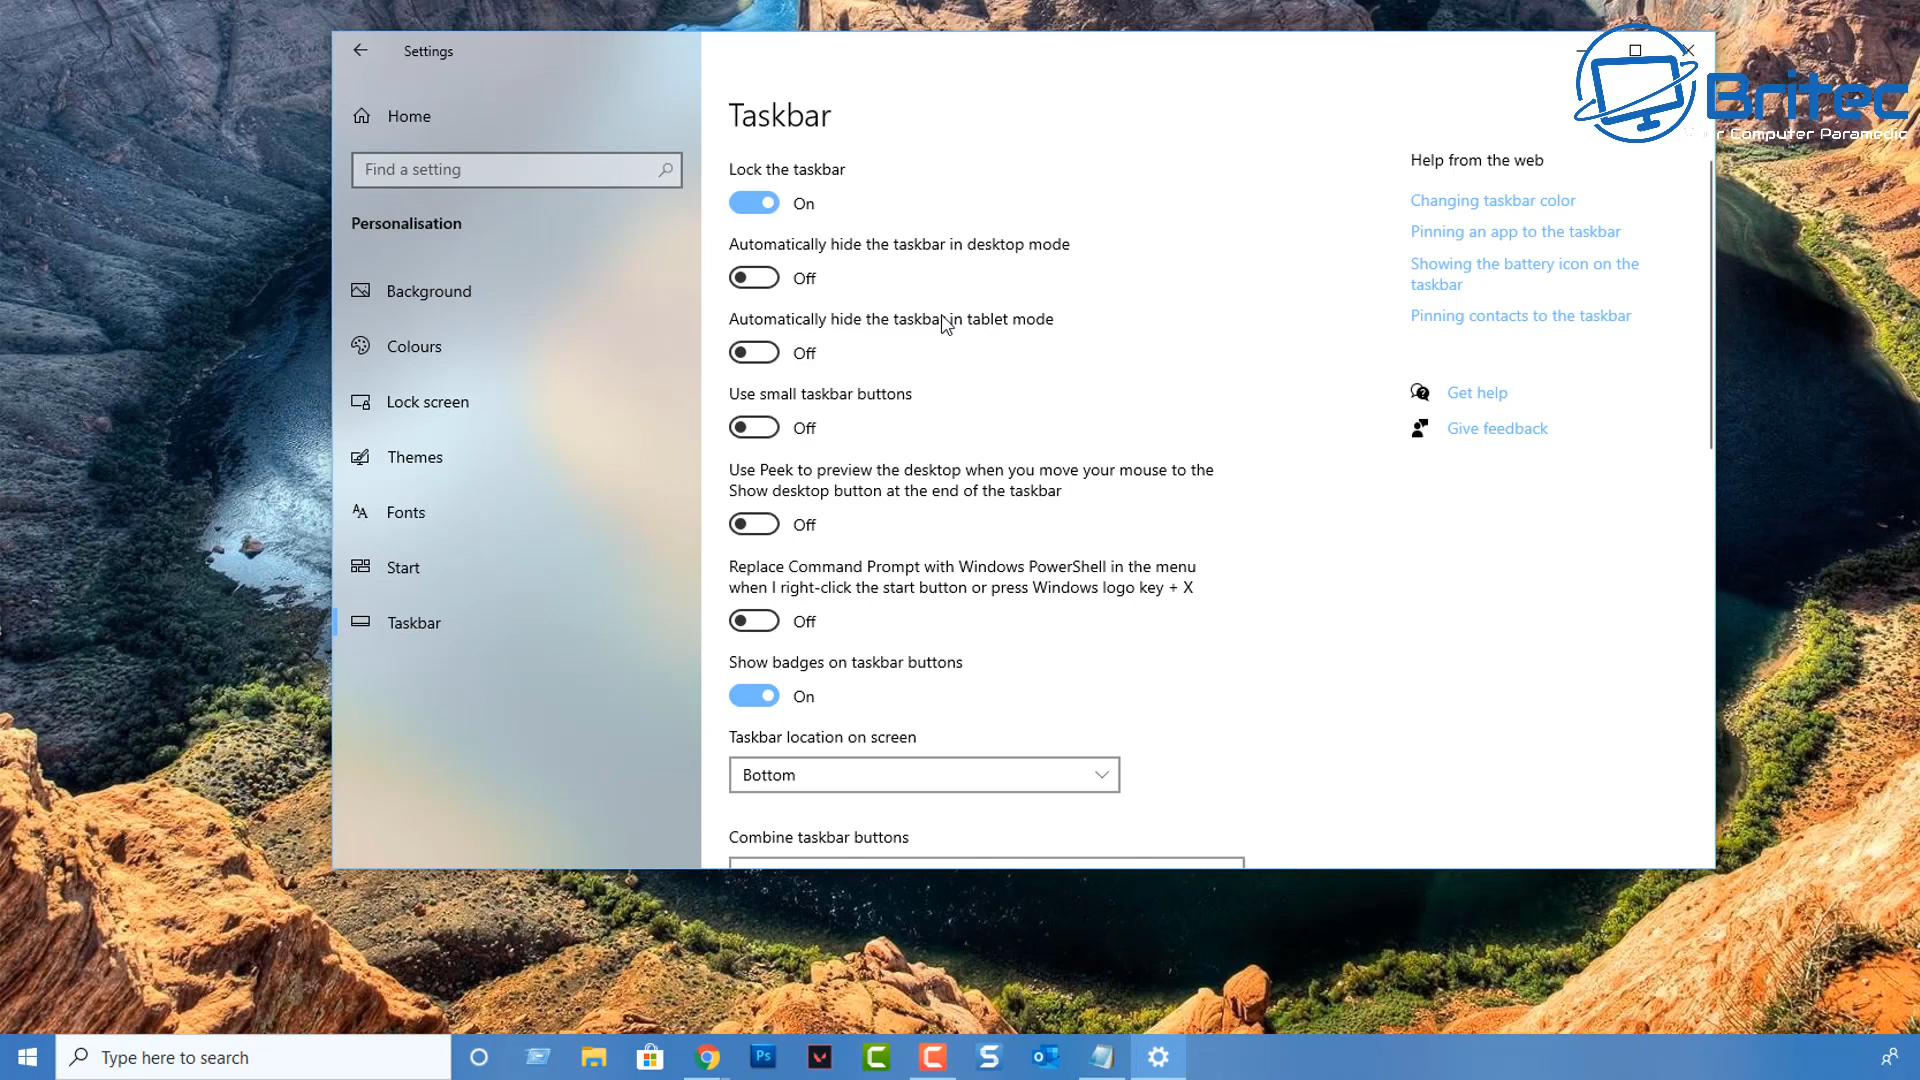 Settings
Home
Find a setting
Personalisation
Background
Colours
Lock screen
Themes
Fonts
Start
Taskbar
Taskbar
Lock the taskbar
On
Automatically hide the taskbar in desktop mode
Off
Automatically hide the taskbar in tablet mode
Off
Use small taskbar buttons
Off
Use Peek to preview the desktop when you move your mouse to the
Show desktop button at the end of the taskbar
Off
Replace Command Prompt with Windows PowerShell in the menu
when I right-click the start button or press Windows logo key + X
Off
Show badges on taskbar buttons
On
Taskbar location on screen
Bottom
Combine taskbar buttons
Britec
Computer Paramedic
Help from the web
Changing taskbar color
Pinning an app to the taskbar
Showing the battery icon on the
taskbar
Pinning contacts to the taskbar
Get help
Give feedback
Type here to search
Ps